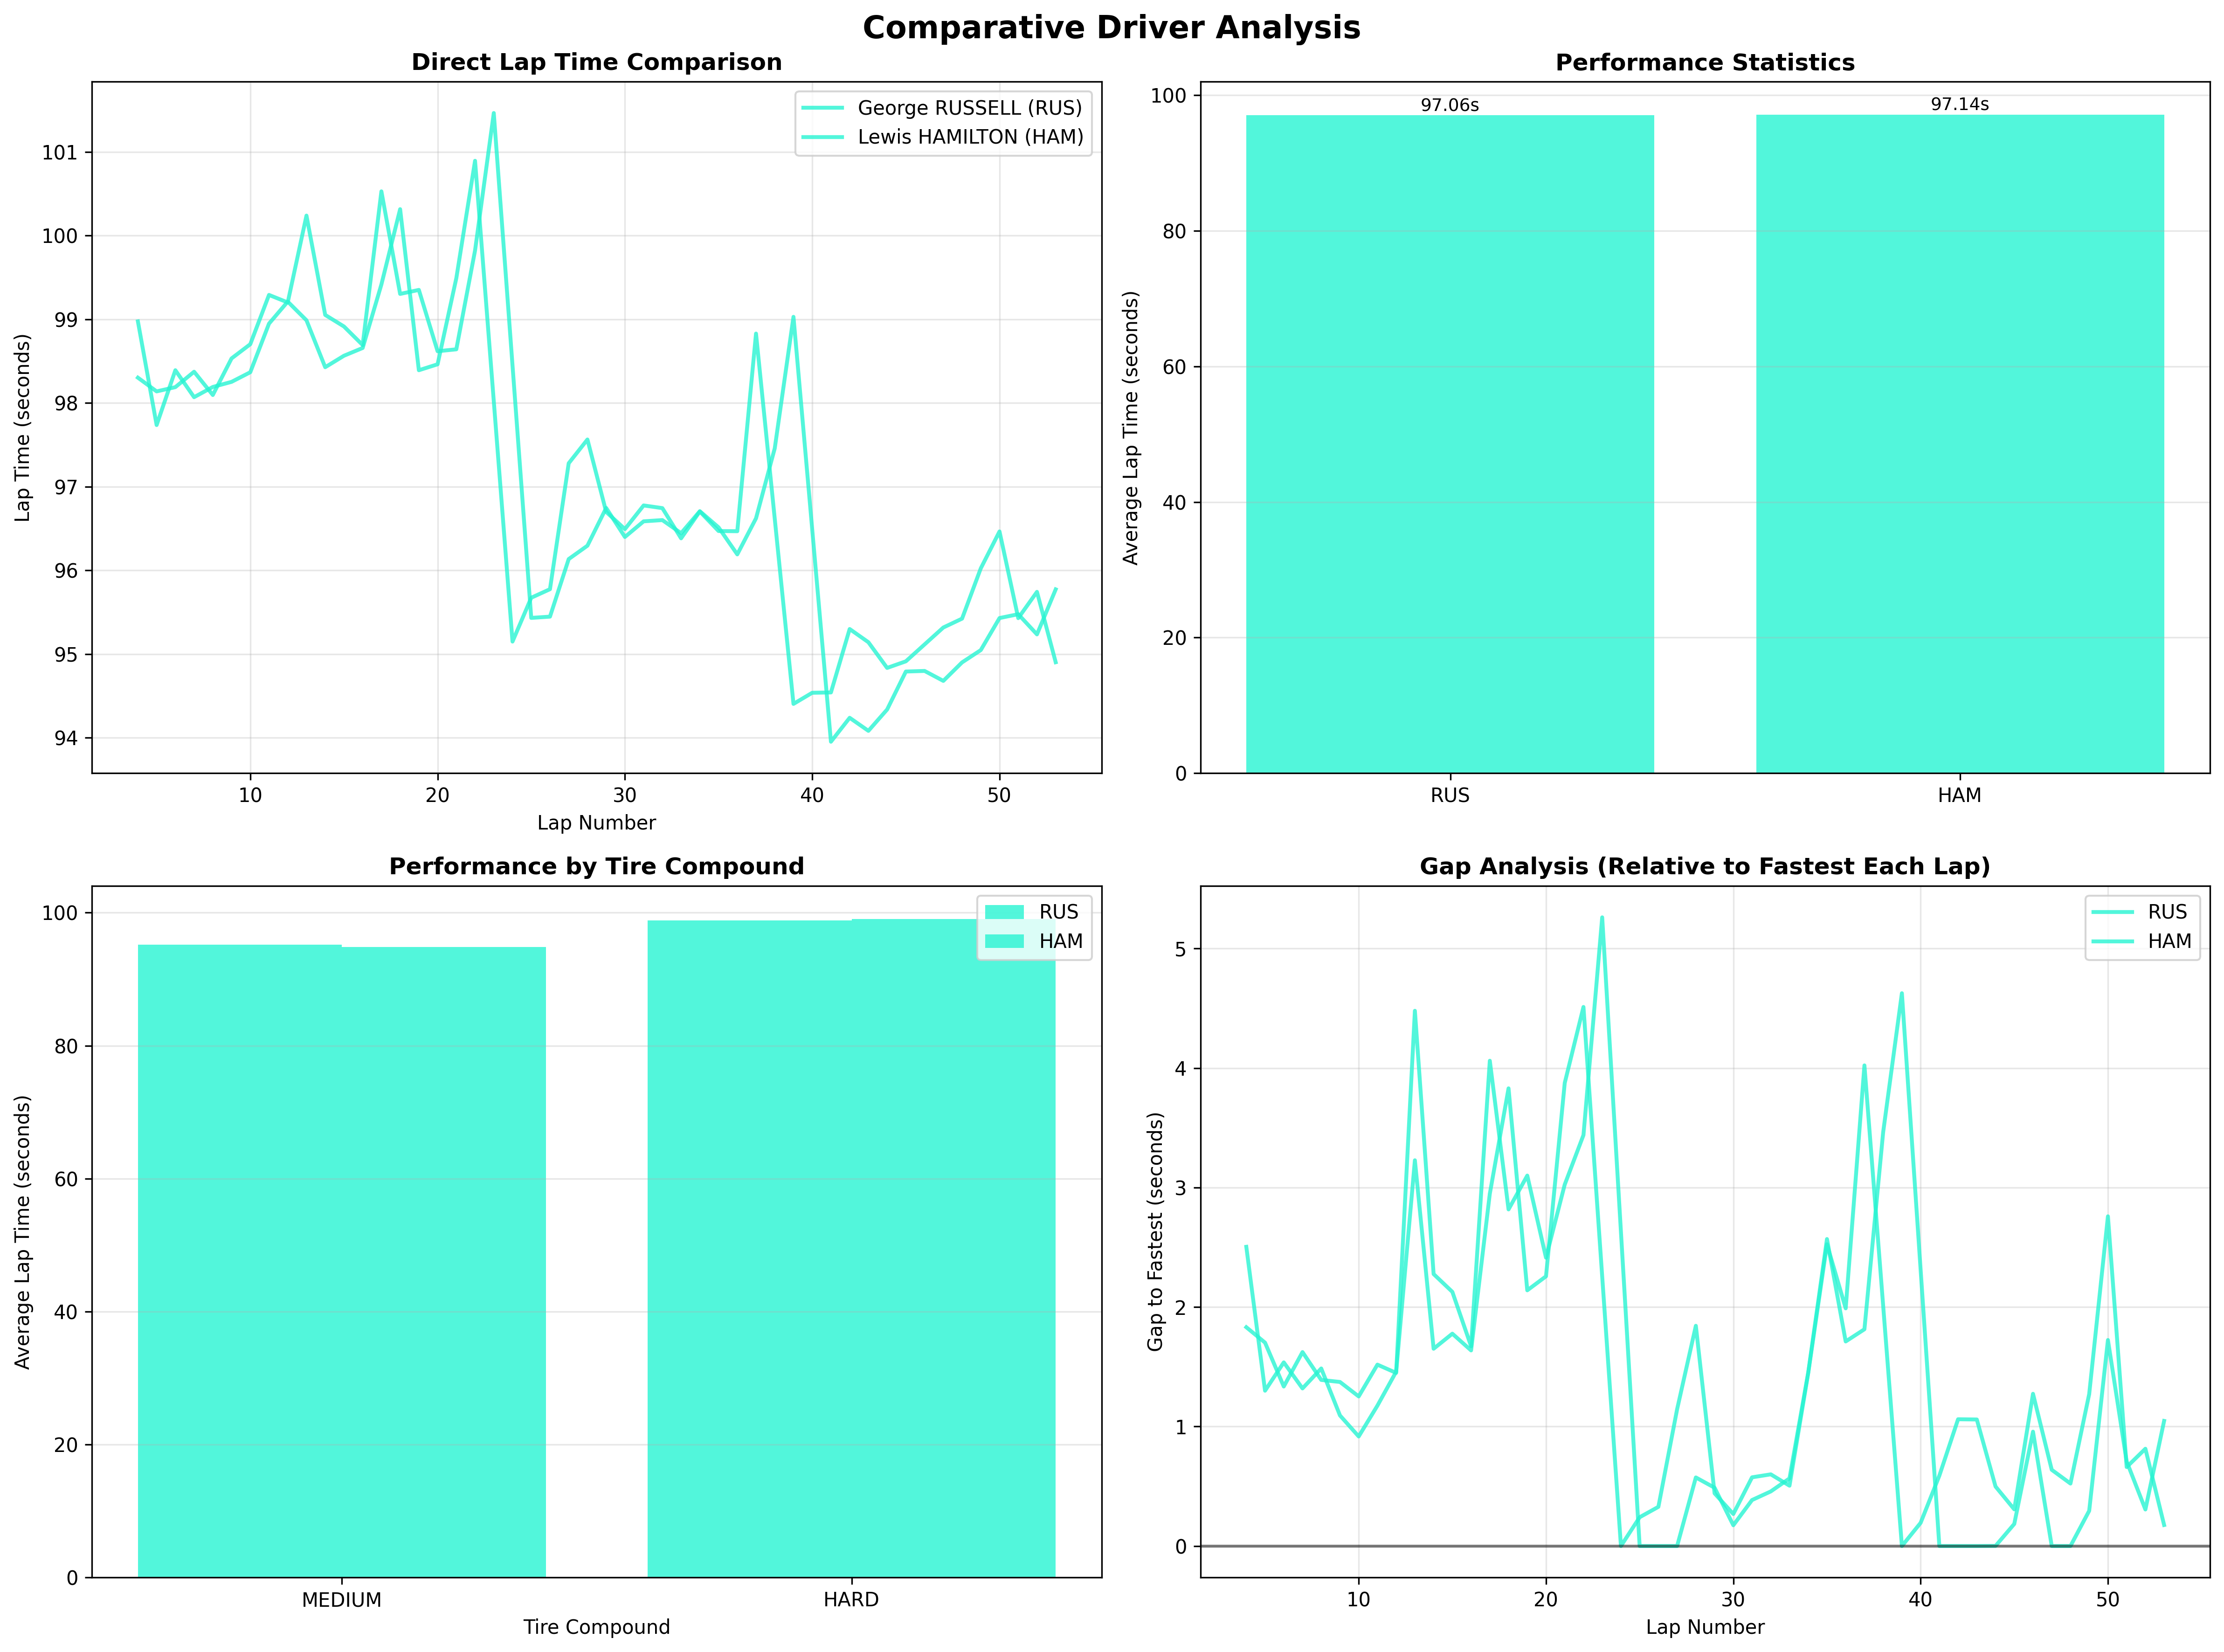 Comparative Driver Analysis
Direct Lap Time Comparison
George RUSSELL (RUS)
Lewis HAMILTON (HAM)
Lap Time (seconds)
101
100
99
98
97
96
95
94
10 20 30 40 50
Lap Number
Performance Statistics
97.06s 97.14s
Average Lap Time (seconds)
100
80
60
40
20
0
RUS HAM
Performance by Tire Compound
RUS
HAM
Average Lap Time (seconds)
100
80
60
40
20
0
MEDIUM HARD
Tire Compound
Gap Analysis (Relative to Fastest Each Lap)
RUS
HAM
Gap to Fastest (seconds)
5
4
3
2
1
0
10 20 30 40 50
Lap Number